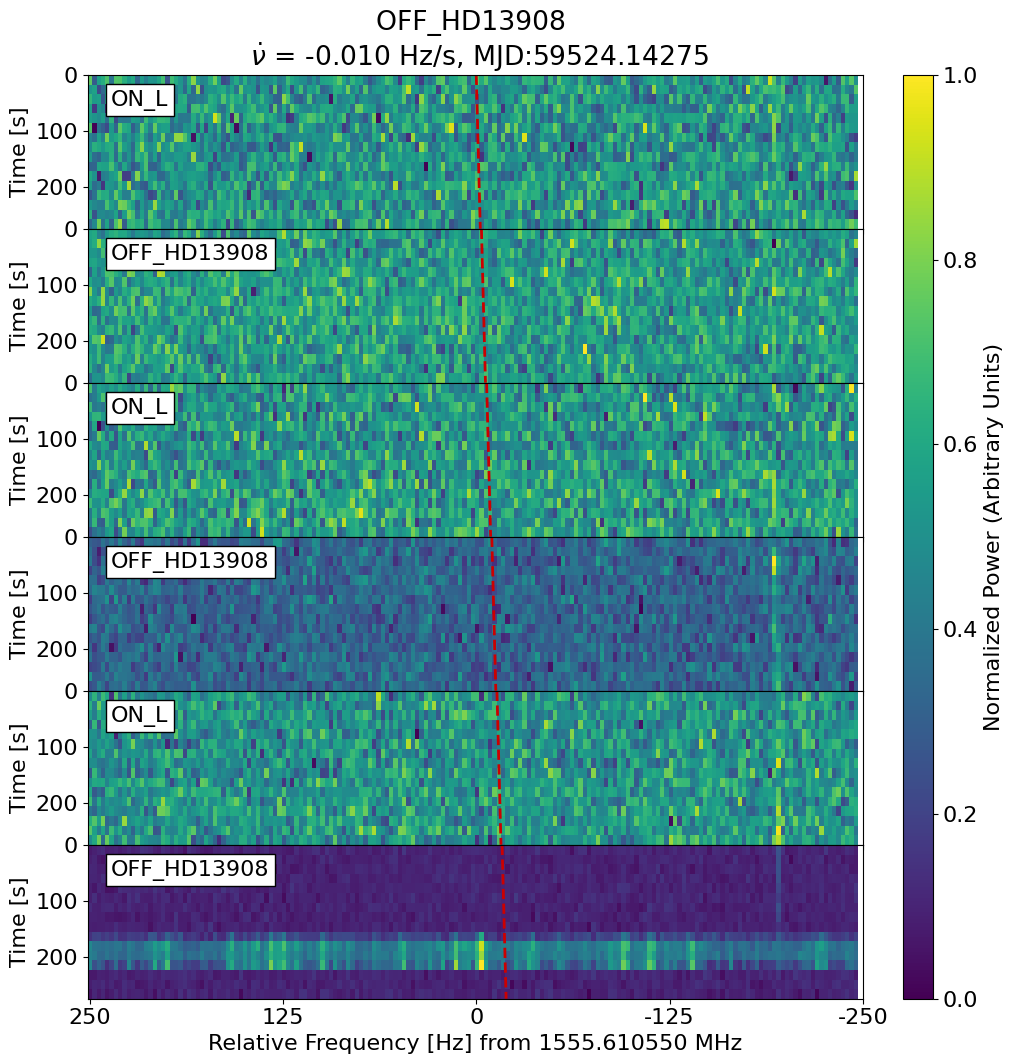 OFF_HD13908
ν̇ = -0.010 Hz/s, MJD:59524.14275
0
ON_L
100
200
Time [s]
0
OFF_HD13908
100
200
Time [s]
0
ON_L
100
200
Time [s]
0
OFF_HD13908
100
200
Time [s]
0
ON_L
100
200
Time [s]
0
OFF_HD13908
100
200
Time [s]
250 125 0 -125 -250
Relative Frequency [Hz] from 1555.610550 MHz
1.0
0.8
0.6
0.4
0.2
0.0
Normalized Power (Arbitrary Units)